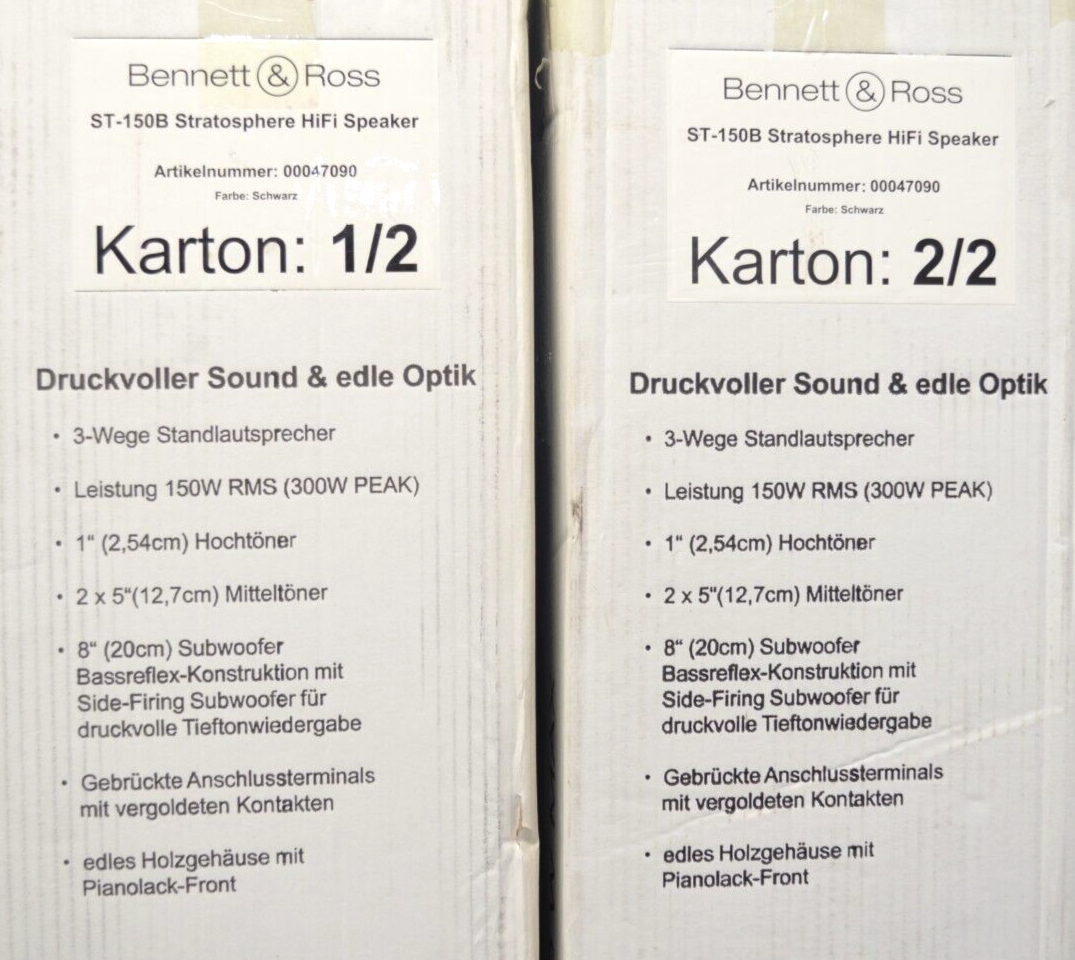 Bennett & Ross
ST-150B Stratosphere HiFi Speaker
Artikelnummer: 00047090
Farbe: Schwarz
Karton: 1/2
Druckvoller Sound & edle Optik
• 3-Wege Standlautsprecher
• Leistung 150W RMS (300W PEAK)
• 1“ (2,54cm) Hochtöner
• 2 x 5“(12,7cm) Mitteltöner
• 8“ (20cm) Subwoofer
Bassreflex-Konstruktion mit
Side-Firing Subwoofer für
druckvolle Tieftonwiedergabe
• Gebrückte Anschlussterminals
mit vergoldeten Kontakten
• edles Holzgehäuse mit
Pianolack-Front
Bennett & Ross
ST-150B Stratosphere HiFi Speaker
Artikelnummer: 00047090
Farbe: Schwarz
Karton: 2/2
Druckvoller Sound & edle Optik
• 3-Wege Standlautsprecher
• Leistung 150W RMS (300W PEAK)
• 1“ (2,54cm) Hochtöner
• 2 x 5“(12,7cm) Mitteltöner
• 8“ (20cm) Subwoofer
Bassreflex-Konstruktion mit
Side-Firing Subwoofer für
druckvolle Tieftonwiedergabe
• Gebrückte Anschlussterminals
mit vergoldeten Kontakten
• edles Holzgehäuse mit
Pianolack-Front